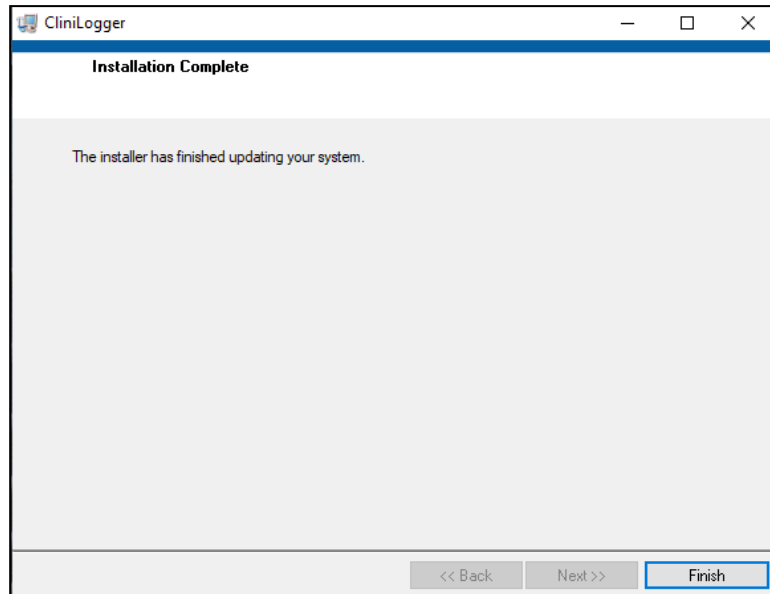 CliniLogger
Installation Complete
The installer has finished updating your system.
<< Back Next >> Finish